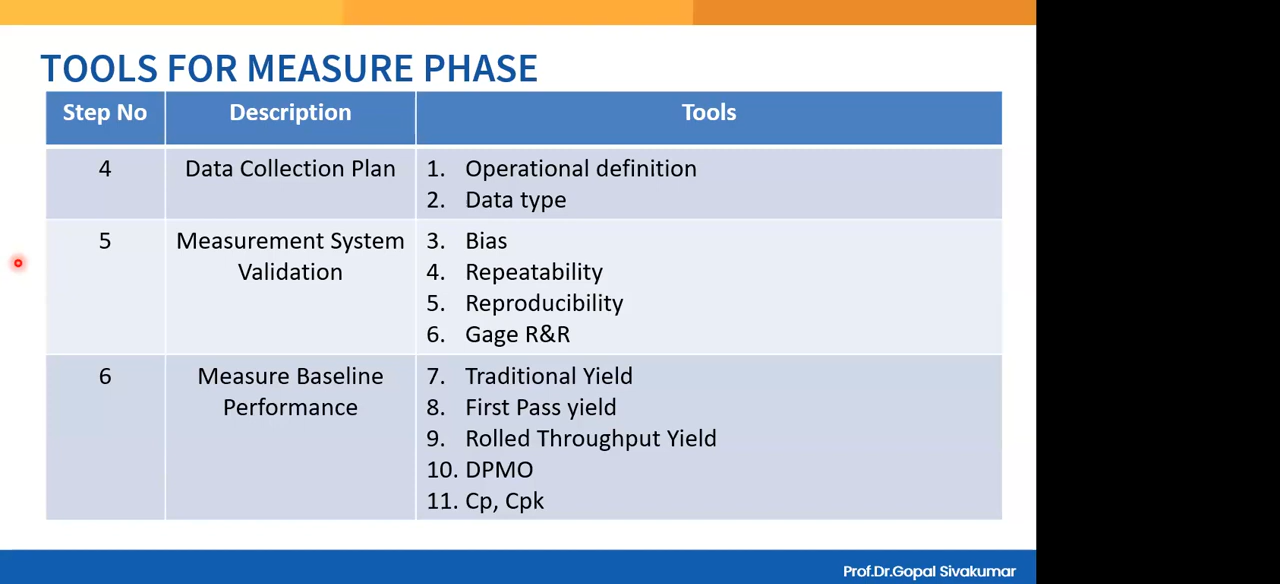 TOOLS FOR MEASURE PHASE
Step No Description Tools
4 Data Collection Plan 1. Operational definition
2. Data type
5 Measurement System 3. Bias
Validation 4. Repeatability
5. Reproducibility
6. Gage R&R
6 Measure Baseline 7. Traditional Yield
Performance 8. First Pass yield
9. Rolled Throughput Yield
10. DPMO
11. Cp, Cpk
Prof.Dr.Gopal Sivakumar